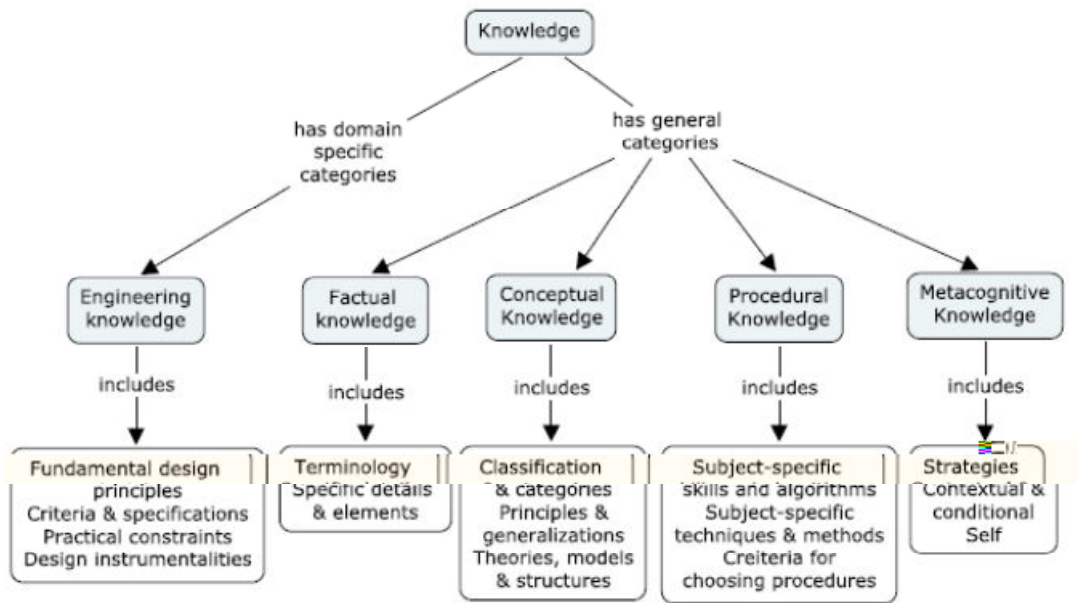 Knowledge
has domain
specific
categories
has general
categories
Engineering
knowledge
Factual
knowledge
Conceptual
Knowledge
Procedural
Knowledge
Metacognitive
Knowledge
includes
includes
includes
includes
includes
Fundamental design
principles
Criteria & specifications
Practical constraints
Design instrumentalities
Terminology
Specific details
& elements
Classification
& categories
Principles &
generalizations
Theories, models
& structures
Subject-specific
skills and algorithms
Subject-specific
techniques & methods
Creiteria for
choosing procedures
Strategies
Contextual &
conditional
Self